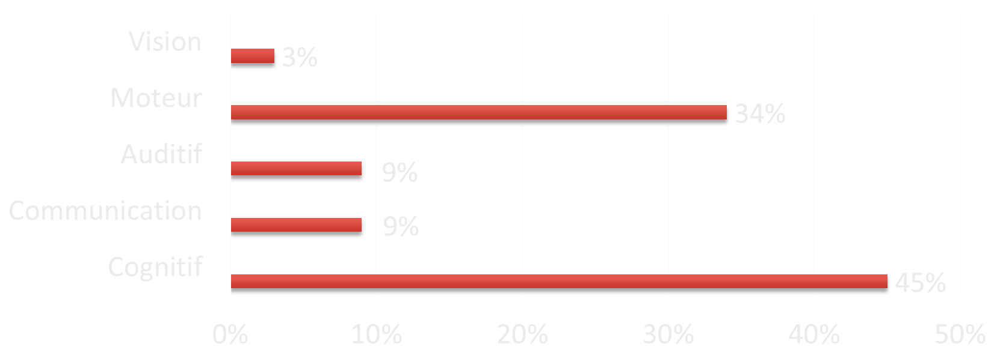 Vision
3%
Moteur
34%
Auditif
9%
Communication
9%
Cognitif
45%
0% 10% 20% 30% 40% 50%